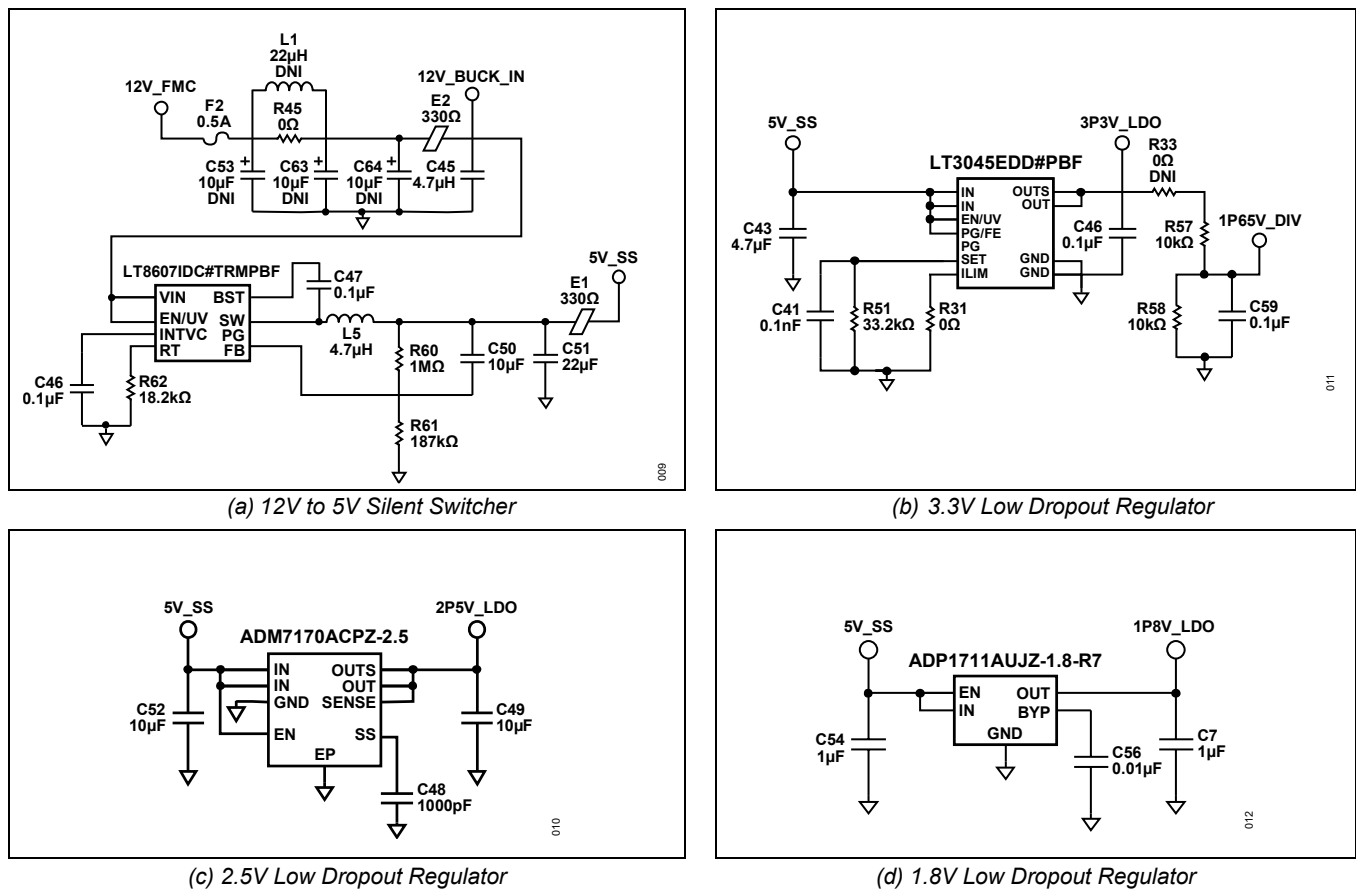 L1
22µH
DNI
12V_FMC
12V_BUCK_IN
F2
0.5A
R45
0Ω
E2
330Ω
C53
10µF
DNI
C63
10µF
DNI
C64
10µF
DNI
C45
4.7µH
+
+
+
LT8607IDC#TRMPBF
VIN
EN/UV
INTVC
RT
BST
SW
PG
FB
C47
0.1µF
5V_SS
E1
330Ω
L5
4.7µH
R60
1MΩ
C50
10µF
C51
22µF
C46
0.1µF
R62
18.2kΩ
R61
187kΩ
009
(a) 12V to 5V Silent Switcher
5V_SS
3P3V_LDO
LT3045EDD#PBF
R33
0Ω
DNI
IN
IN
EN/UV
PG/FE
PG
SET
ILIM
OUTS
OUT
GND
GND
C43
4.7µF
C46
0.1µF
R57
10kΩ
1P65V_DIV
C41
0.1nF
R51
33.2kΩ
R31
0Ω
R58
10kΩ
C59
0.1µF
011
(b) 3.3V Low Dropout Regulator
5V_SS
2P5V_LDO
ADM7170ACPZ-2.5
IN
IN
GND
EN
EP
OUTS
OUT
SENSE
SS
C52
10µF
C49
10µF
C48
1000pF
010
(c) 2.5V Low Dropout Regulator
5V_SS
1P8V_LDO
ADP1711AUJZ-1.8-R7
EN
IN
GND
OUT
BYP
C54
1µF
C56
0.01µF
C7
1µF
012
(d) 1.8V Low Dropout Regulator